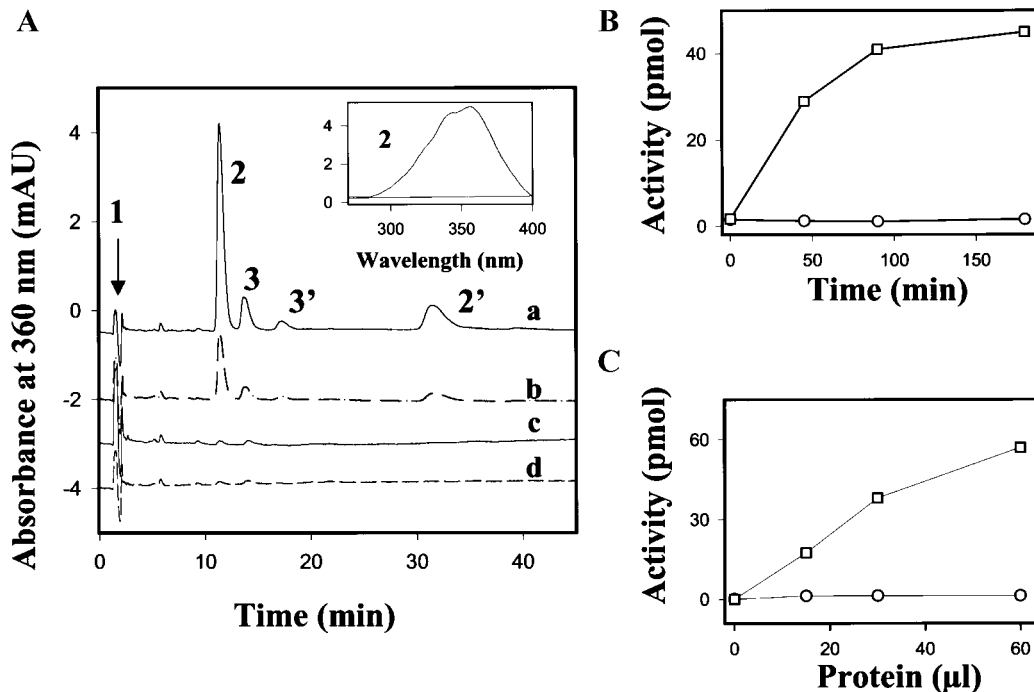 A
Absorbance at 360 nm (mAU)
4
2
0
-2
-4
0
10
20
30
40
Time (min)
1
2
3
3’
2’
a
b
c
d
2
4
2
0
300
350
400
Wavelength (nm)
B
Activity (pmol)
40
20
0
0
50
100
150
Time (min)
C
Activity (pmol)
60
30
0
0
20
40
60
Protein (µl)